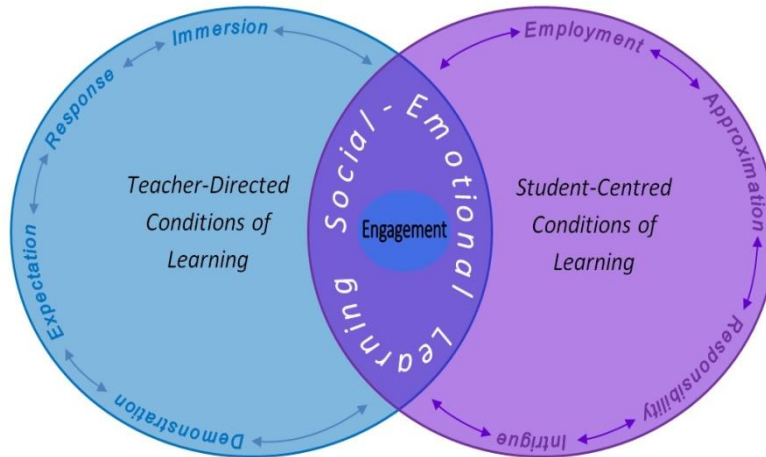 Immersion
Response
Expectation
Demonstration
Teacher-Directed
Conditions of
Learning
Social-Emotional Learning
Engagement
Student-Centred
Conditions of
Learning
Employment
Approximation
Responsibility
Intrigue